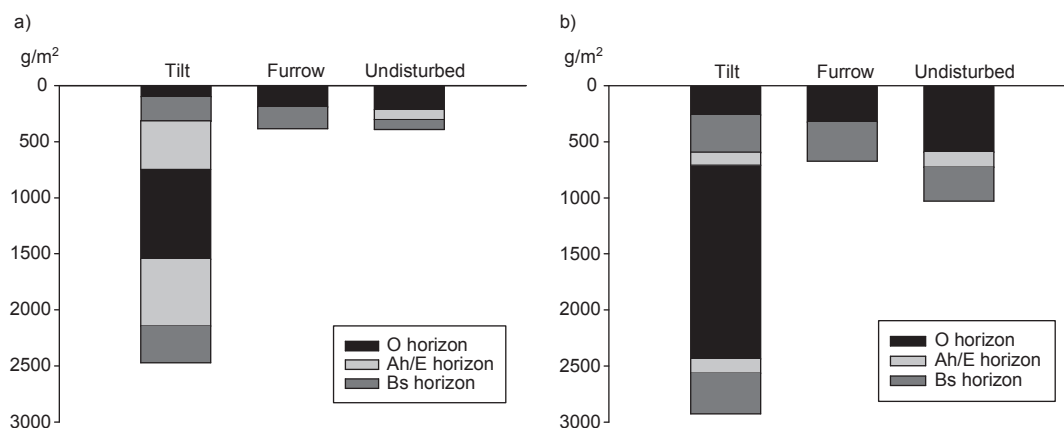 a)
g/m²
Tilt Furrow Undisturbed
0
500
1000
1500
2000
2500
3000
O horizon
Ah/E horizon
Bs horizon
b)
g/m²
Tilt Furrow Undisturbed
0
500
1000
1500
2000
2500
3000
O horizon
Ah/E horizon
Bs horizon